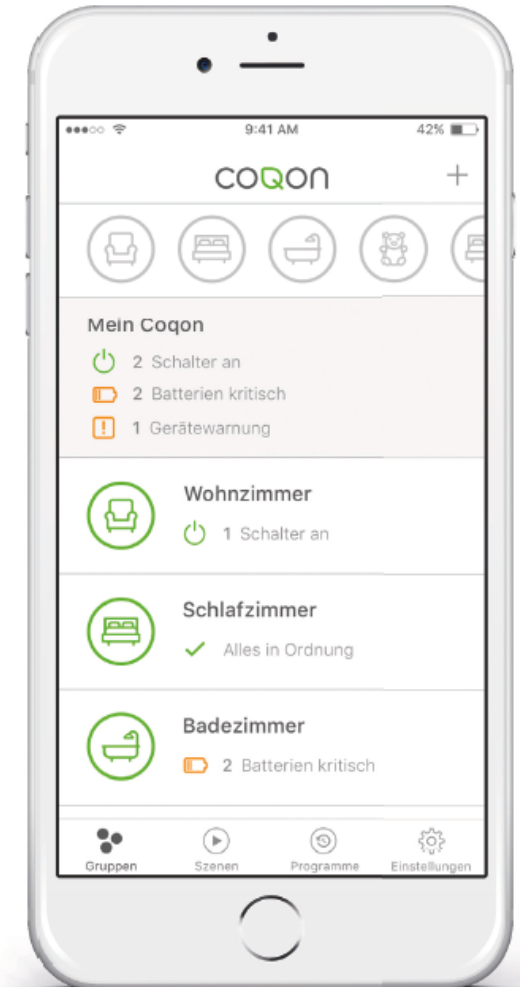 9:41 AM 42%
COQON +
Mein Coqon
2 Schalter an
2 Batterien kritisch
1 Gerätewarnung
Wohnzimmer
1 Schalter an
Schlafzimmer
Alles in Ordnung
Badezimmer
2 Batterien kritisch
Gruppen Szenen Programme Einstellungen